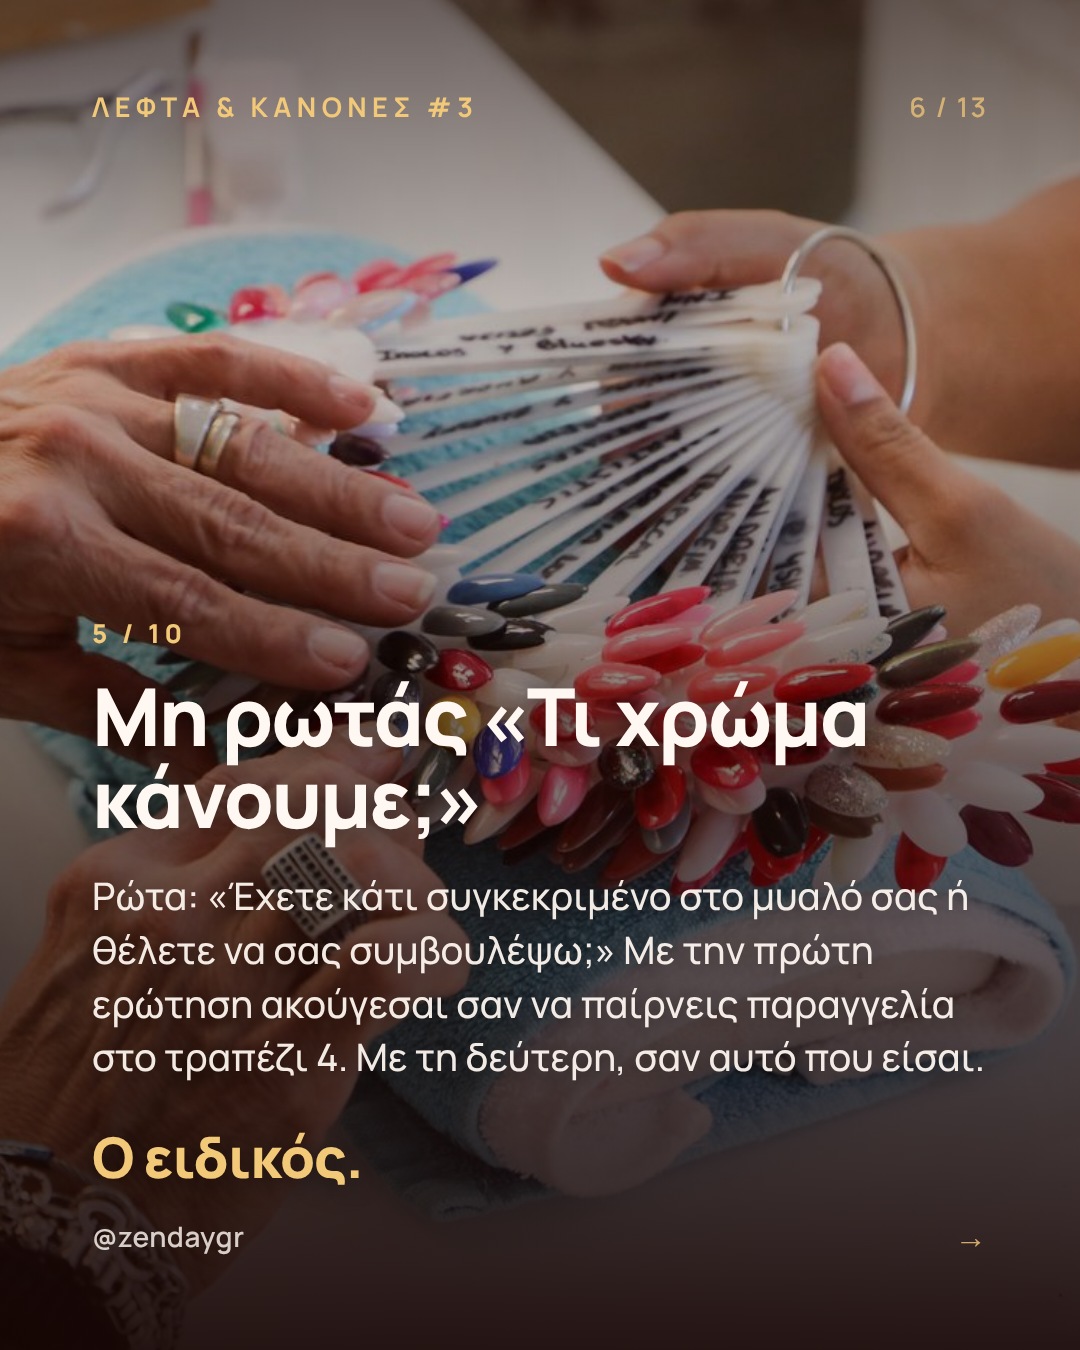 ΛΕΦΤΑ & ΚΑΝΟΝΕΣ #3
6 / 13
Inocos y Bluesky
5 / 10
Μη ρωτάς «Τι χρώμα
κάνουμε;»
Ρώτα: «Έχετε κάτι συγκεκριμένο στο μυαλό σας ή
θέλετε να σας συμβουλέψω;» Με την πρώτη
ερώτηση ακούγεσαι σαν να παίρνεις παραγγελία
στο τραπέζι 4. Με τη δεύτερη, σαν αυτό που είσαι.
Ο ειδικός.
@zendaygr
→